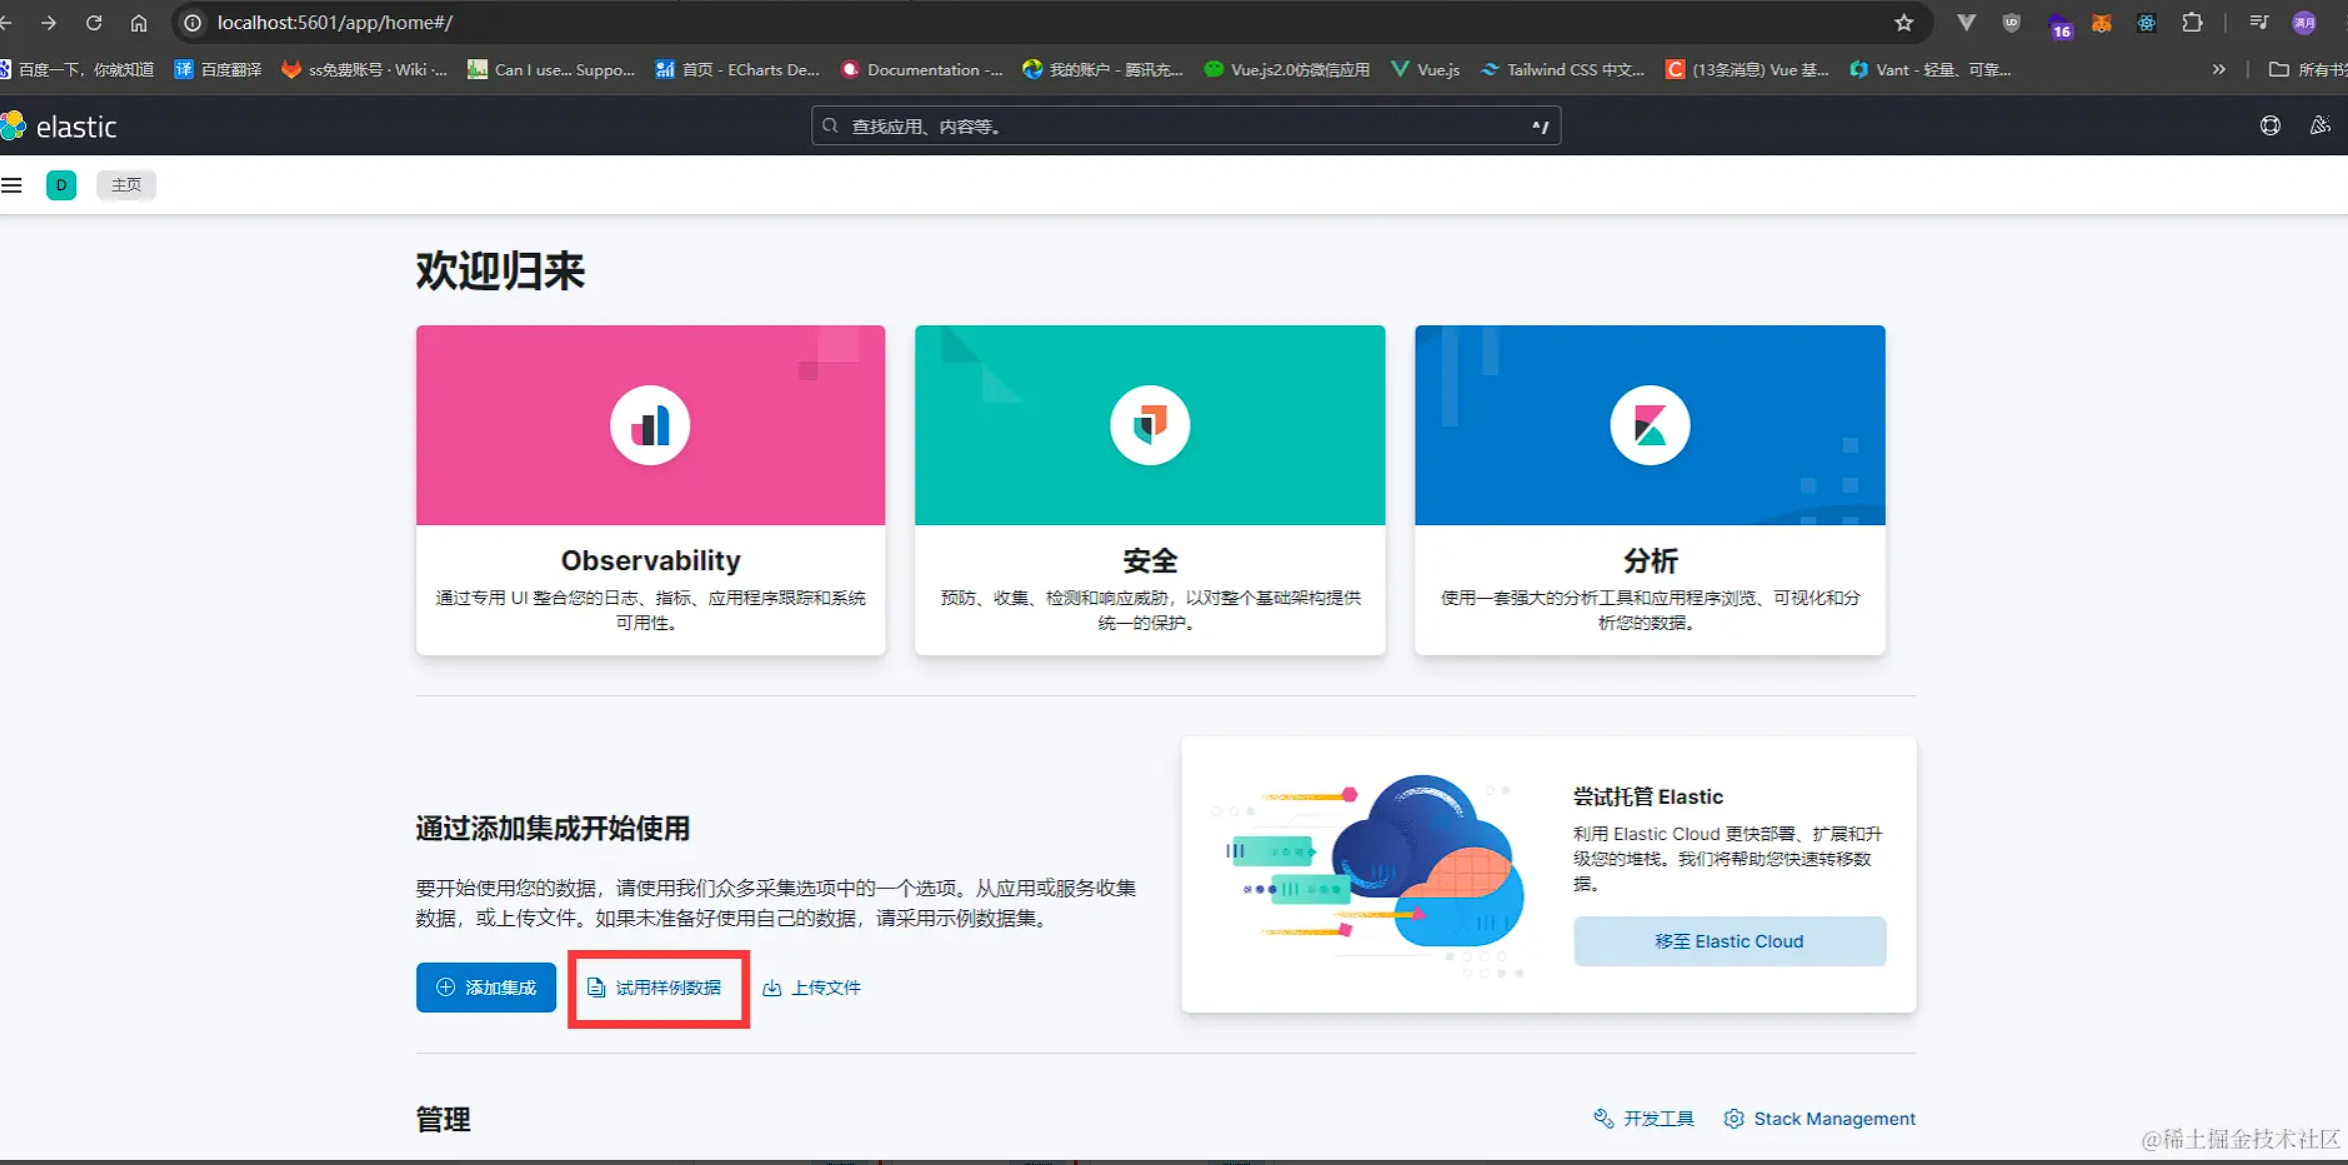 localhost:5601/app/home#/
16
满月
百度一下，你就知道
百度翻译
ss免费账号 · Wiki ·...
Can I use... Suppo...
首页 - ECharts De...
Documentation -...
我的账户 - 腾讯充...
Vue.js2.0仿微信应用
Vue.js
Tailwind CSS 中文...
(13条消息) Vue 基...
Vant - 轻量、可靠...
»
所有书签
elastic
查找应用、内容等。
^/
D
主页
欢迎归来
Observability
通过专用 UI 整合您的日志、指标、应用程序跟踪和系统
可用性。
安全
预防、收集、检测和响应威胁，以对整个基础架构提供
统一的保护。
分析
使用一套强大的分析工具和应用程序浏览、可视化和分
析您的数据。
通过添加集成开始使用
要开始使用您的数据，请使用我们众多采集选项中的一个选项。从应用或服务收集
数据，或上传文件。如果未准备好使用自己的数据，请采用示例数据集。
添加集成
试用样例数据
上传文件
尝试托管 Elastic
利用 Elastic Cloud 更快部署、扩展和升
级您的堆栈。我们将帮助您快速转移数
据。
移至 Elastic Cloud
管理
开发工具
Stack Management
@稀土掘金技术社区